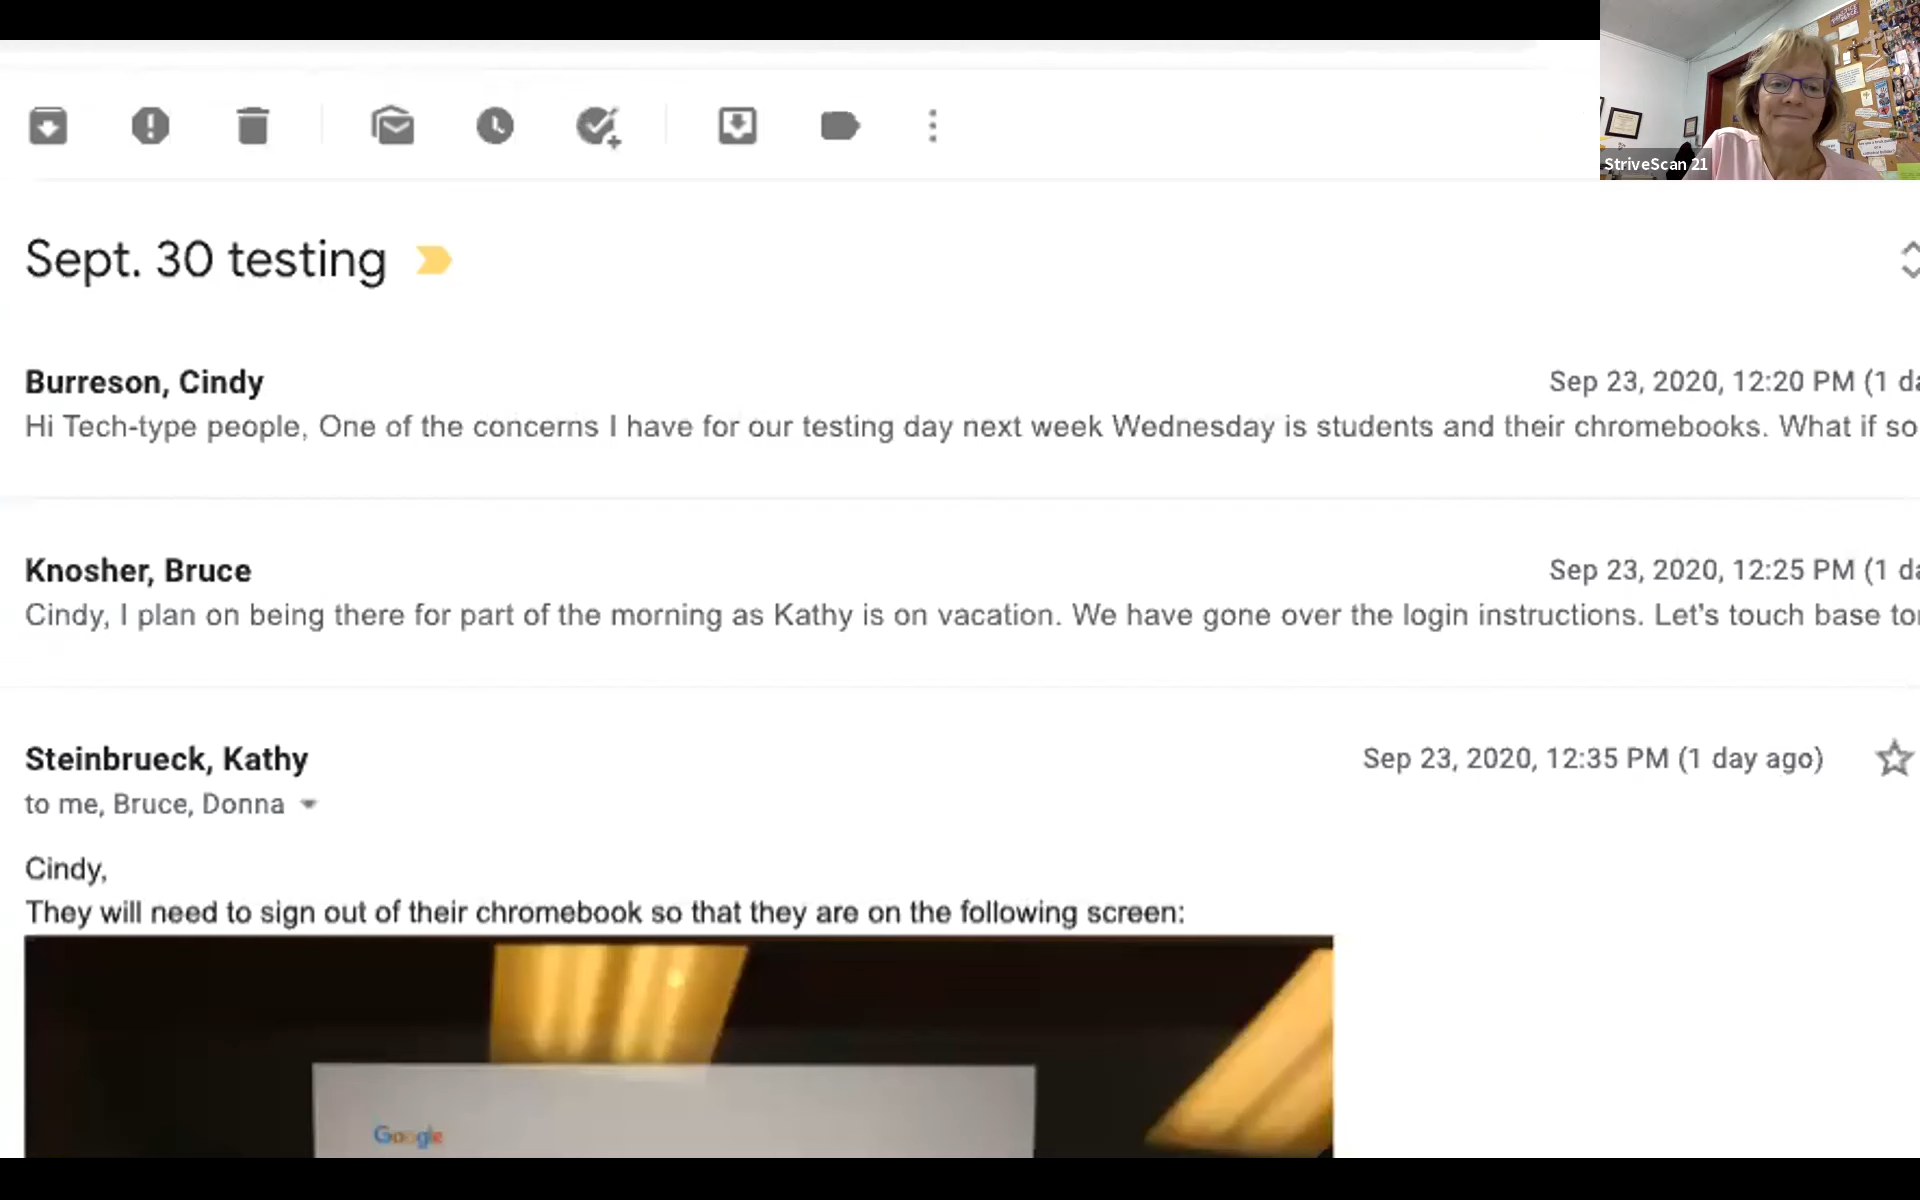 StriveScan 21
Sept. 30 testing
Burreson, Cindy
Sep 23, 2020, 12:20 PM (1 da
Hi Tech-type people, One of the concerns I have for our testing day next week Wednesday is students and their chromebooks. What if so
Knosher, Bruce
Sep 23, 2020, 12:25 PM (1 da
Cindy, I plan on being there for part of the morning as Kathy is on vacation. We have gone over the login instructions. Let's touch base to
Steinbrueck, Kathy
Sep 23, 2020, 12:35 PM (1 day ago)
to me, Bruce, Donna
Cindy,
They will need to sign out of their chromebook so that they are on the following screen:
Google